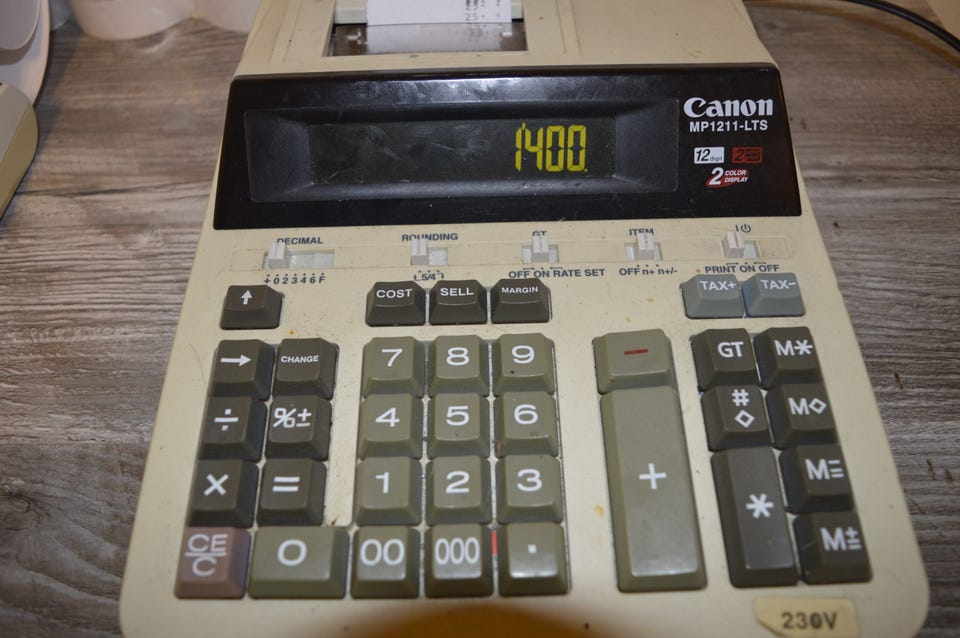 1400.
Canon
MP1211-LTS
12 digit 2
2 COLOR DISPLAY
DECIMAL ROUNDING GT ITEM
+ 0 2 3 4 6 F 5/4 OFF ON RATE SET OFF n+ n+/- PRINT ON OFF
↑ COST SELL MARGIN TAX+ TAX−
→ CHANGE 7 8 9 − GT M✱
÷ %± 4 5 6 + # ◇ M◇
× = 1 2 3 ✱ M=
CE/C 0 00 000 . M±
230V